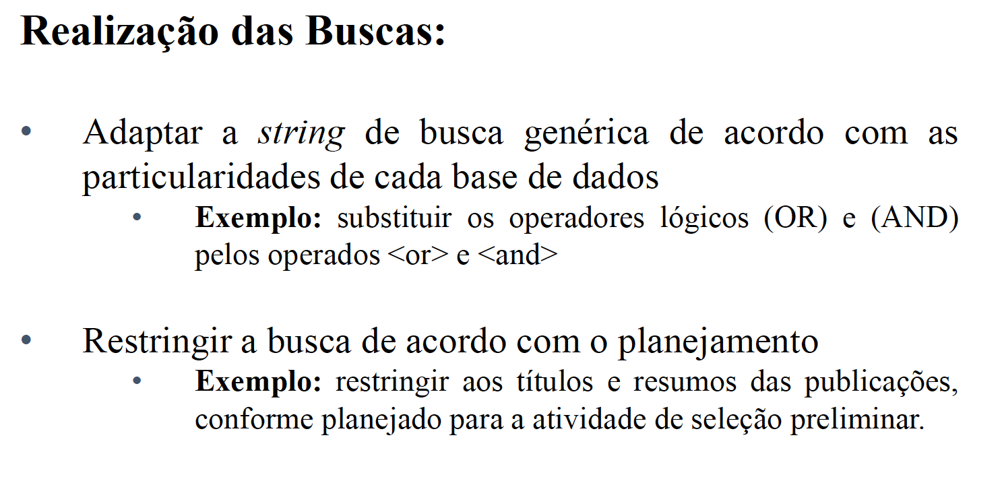 Realização das Buscas:
• Adaptar a string de busca genérica de acordo com as
particularidades de cada base de dados
• Exemplo: substituir os operadores lógicos (OR) e (AND)
pelos operados <or> e <and>
• Restringir a busca de acordo com o planejamento
• Exemplo: restringir aos títulos e resumos das publicações,
conforme planejado para a atividade de seleção preliminar.